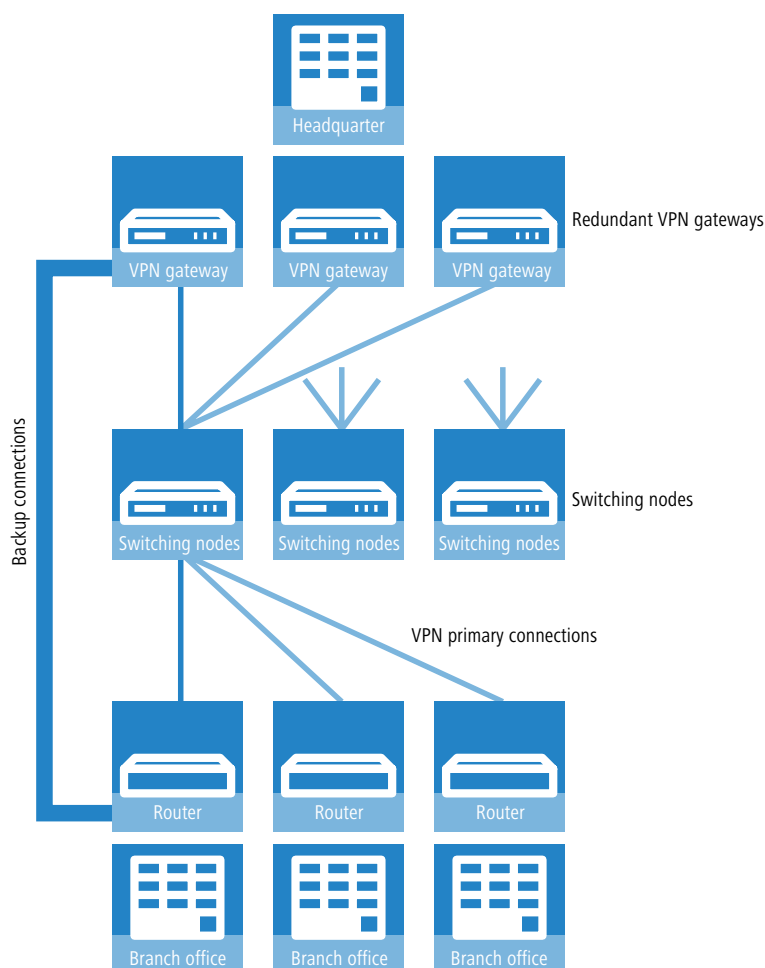 Headquarter
VPN gateway
VPN gateway
VPN gateway
Redundant VPN gateways
Backup connections
Switching nodes
Switching nodes
Switching nodes
Switching nodes
VPN primary connections
Router
Router
Router
Branch office
Branch office
Branch office